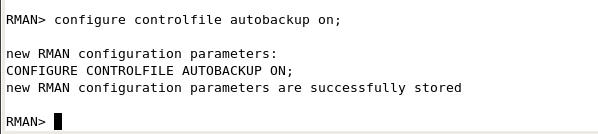 RMAN> configure controlfile autobackup on;
new RMAN configuration parameters:
CONFIGURE CONTROLFILE AUTOBACKUP ON;
new RMAN configuration parameters are successfully stored
RMAN>